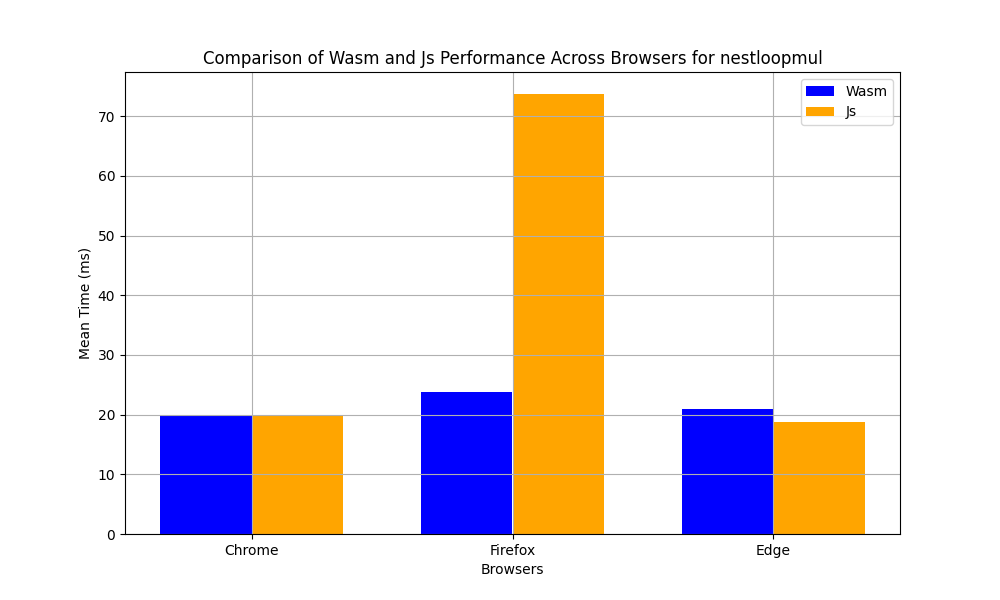 Comparison of Wasm and Js Performance Across Browsers for nestloopmul
Wasm
Js
Mean Time (ms)
70
60
50
40
30
20
10
0
Chrome Firefox Edge
Browsers